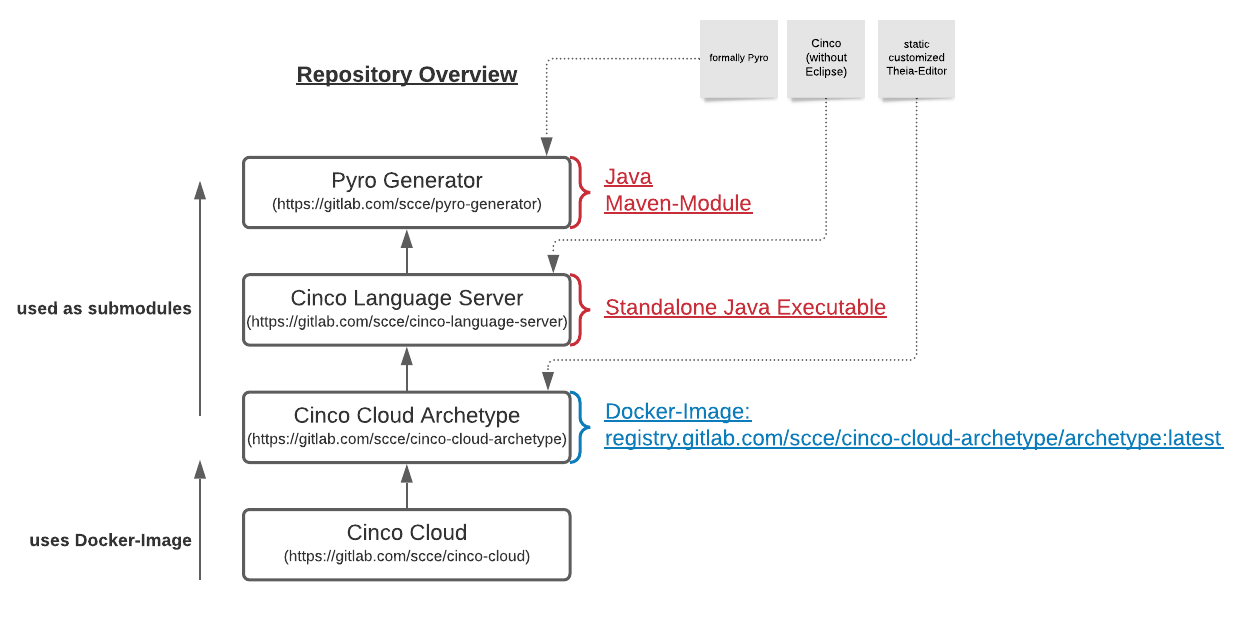 formally Pyro
Cinco
(without
Eclipse)
static
customized
Theia-Editor
Repository Overview
Pyro Generator
(https://gitlab.com/scce/pyro-generator)
Java
Maven-Module
used as submodules
Cinco Language Server
(https://gitlab.com/scce/cinco-language-server)
Standalone Java Executable
Cinco Cloud Archetype
(https://gitlab.com/scce/cinco-cloud-archetype)
Docker-Image:
registry.gitlab.com/scce/cinco-cloud-archetype/archetype:latest
uses Docker-Image
Cinco Cloud
(https://gitlab.com/scce/cinco-cloud)